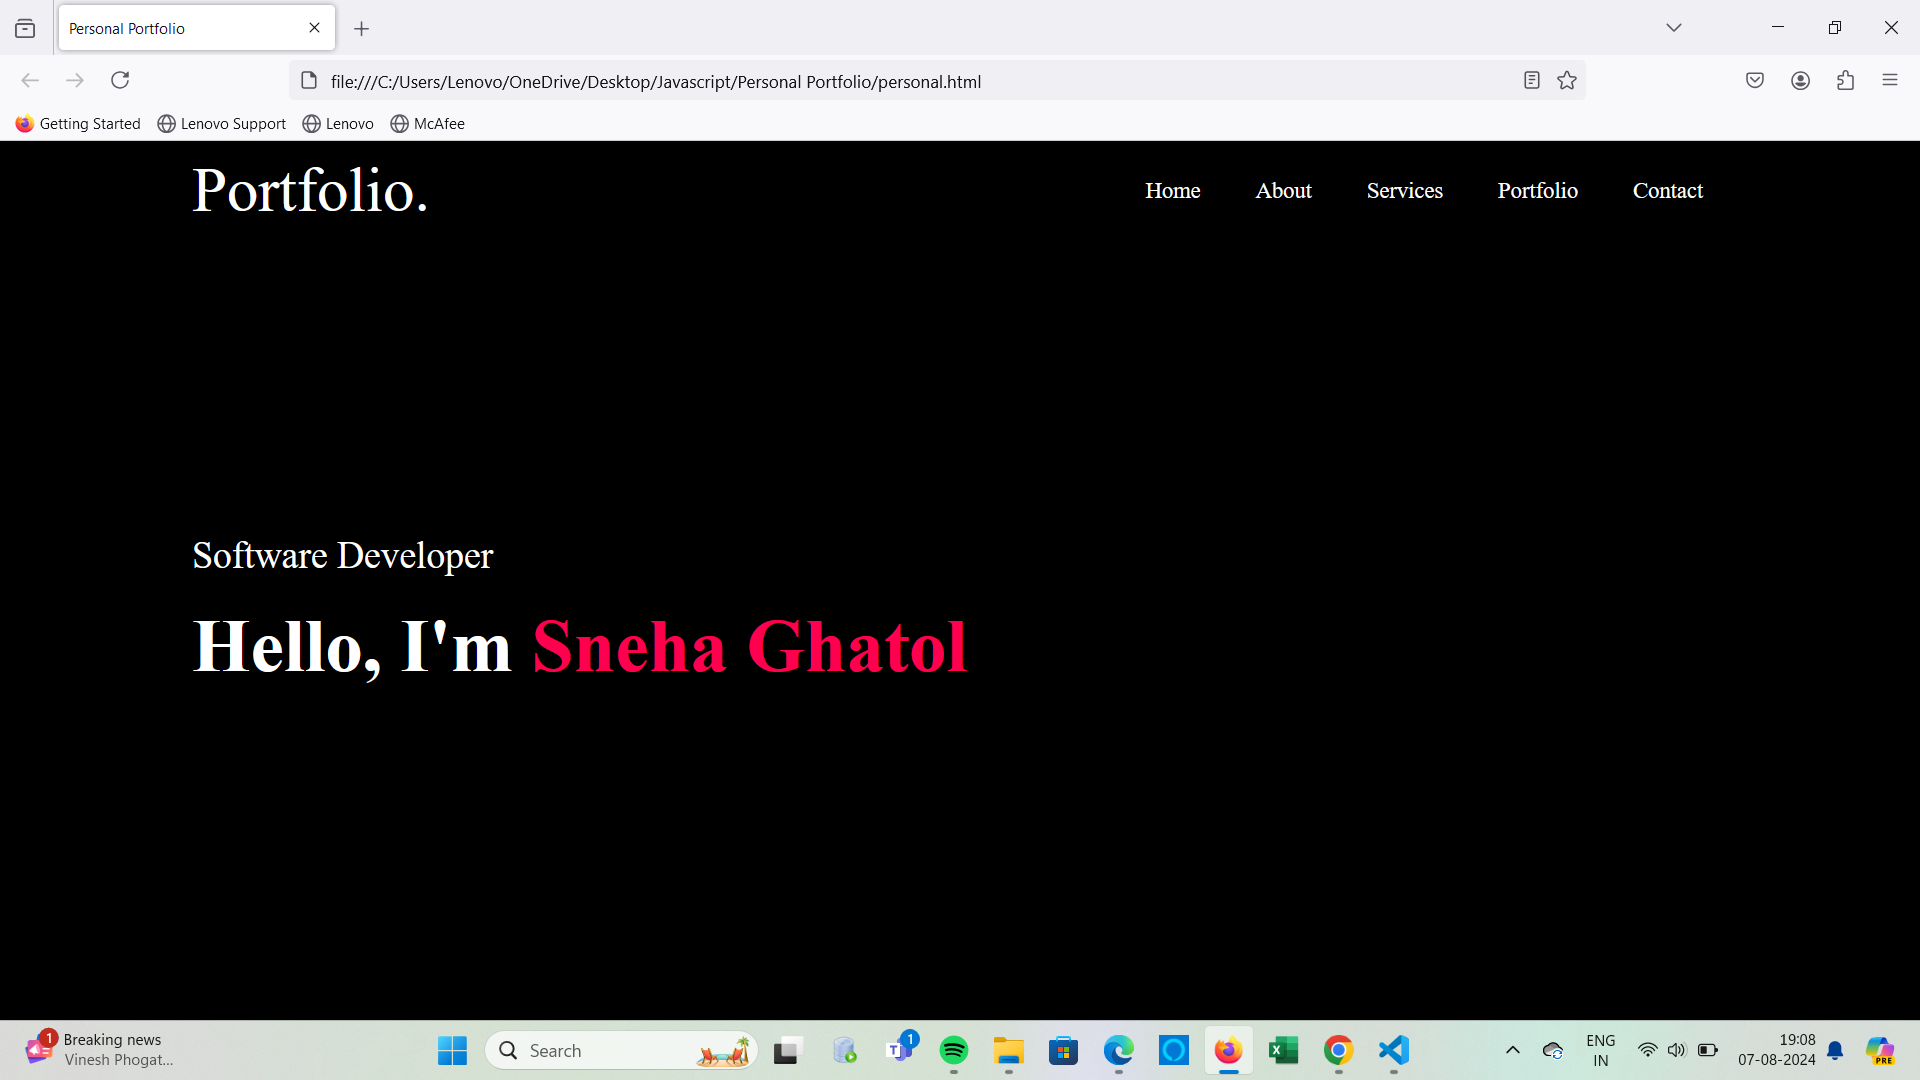 Personal Portfolio
file:///C:/Users/Lenovo/OneDrive/Desktop/Javascript/Personal Portfolio/personal.html
Getting Started Lenovo Support Lenovo McAfee
Portfolio. Home About Services Portfolio Contact
Software Developer
Hello, I'm Sneha Ghatol
1 Breaking news
Vinesh Phogat...
Search
1
ENG
IN
19:08
07-08-2024
PRE